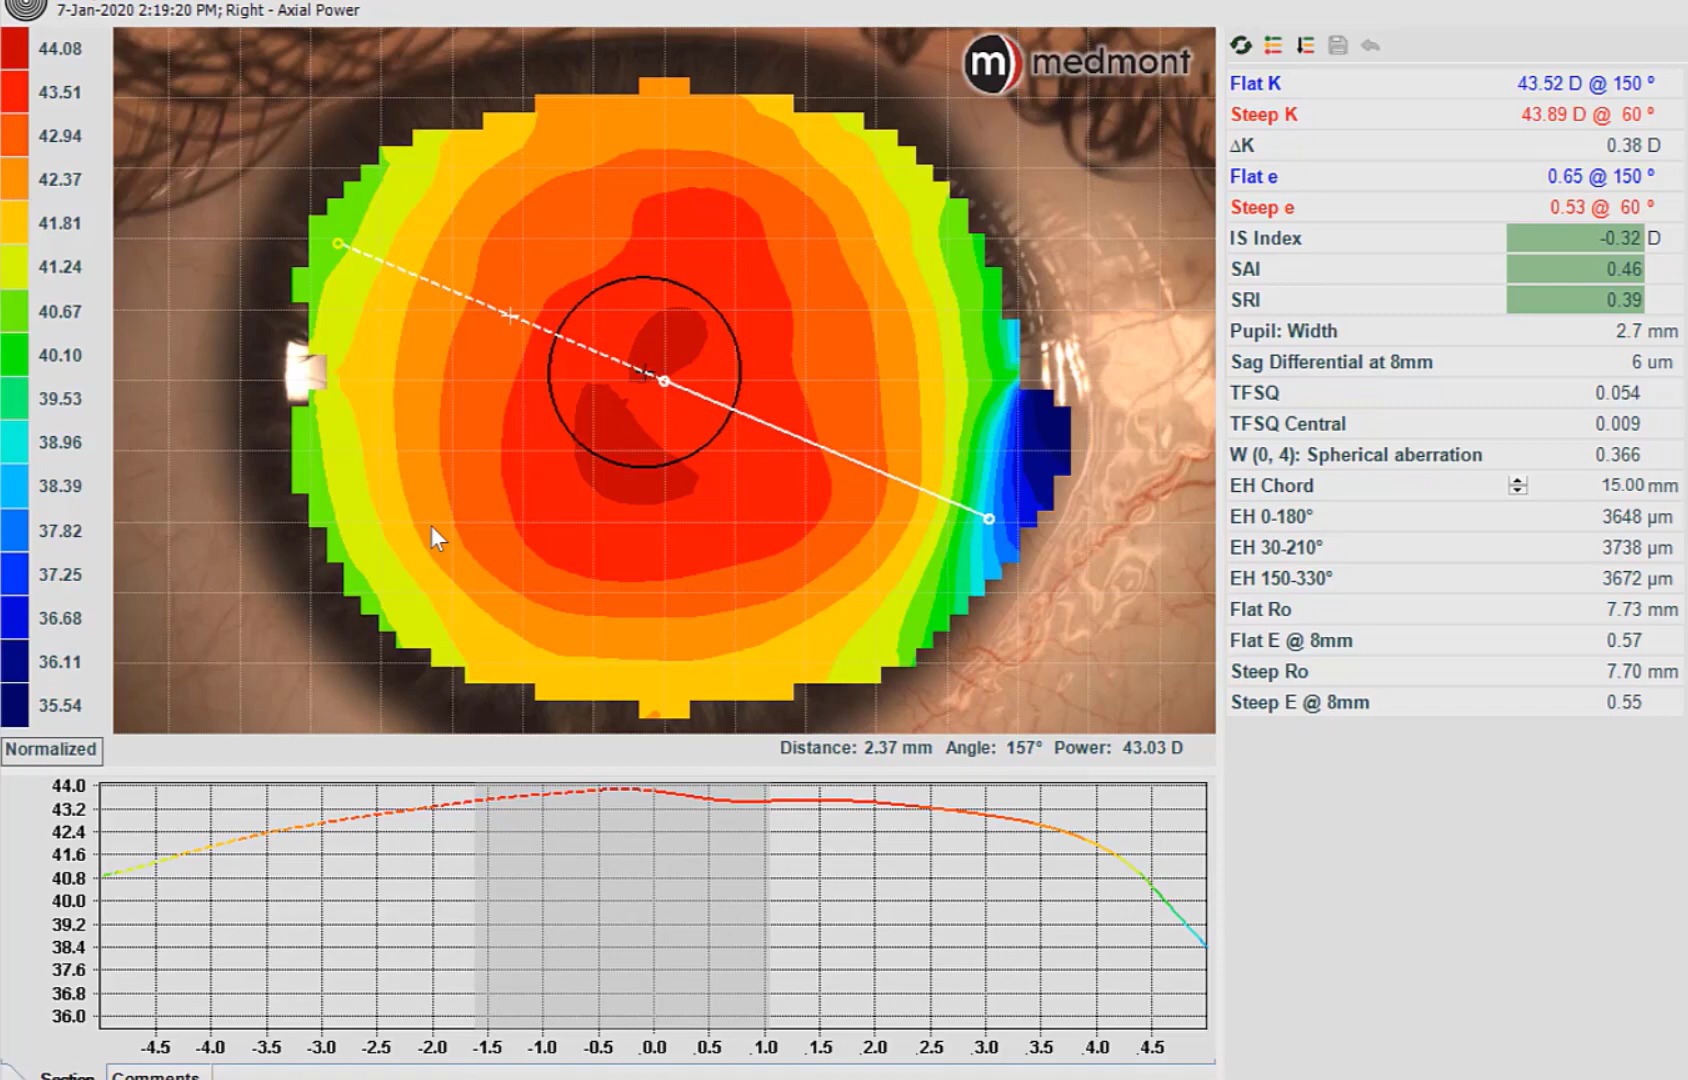 7-Jan-2020 2:19:20 PM; Right - Axial Power
44.08
43.51
42.94
42.37
41.81
41.24
40.67
40.10
39.53
38.96
38.39
37.82
37.25
36.68
36.11
35.54
Normalized
m medmont
Distance: 2.37 mm Angle: 157° Power: 43.03 D
Flat K 43.52 D @ 150 °
Steep K 43.89 D @ 60 °
ΔK 0.38 D
Flat e 0.65 @ 150 °
Steep e 0.53 @ 60 °
IS Index -0.32 D
SAI 0.46
SRI 0.39
Pupil: Width 2.7 mm
Sag Differential at 8mm 6 um
TFSQ 0.054
TFSQ Central 0.009
W (0, 4): Spherical aberration 0.366
EH Chord 15.00 mm
EH 0-180° 3648 µm
EH 30-210° 3738 µm
EH 150-330° 3672 µm
Flat Ro 7.73 mm
Flat E @ 8mm 0.57
Steep Ro 7.70 mm
Steep E @ 8mm 0.55
44.0
43.2
42.4
41.6
40.8
40.0
39.2
38.4
37.6
36.8
36.0
-4.5 -4.0 -3.5 -3.0 -2.5 -2.0 -1.5 -1.0 -0.5 0.0 0.5 1.0 1.5 2.0 2.5 3.0 3.5 4.0 4.5
Section Comments